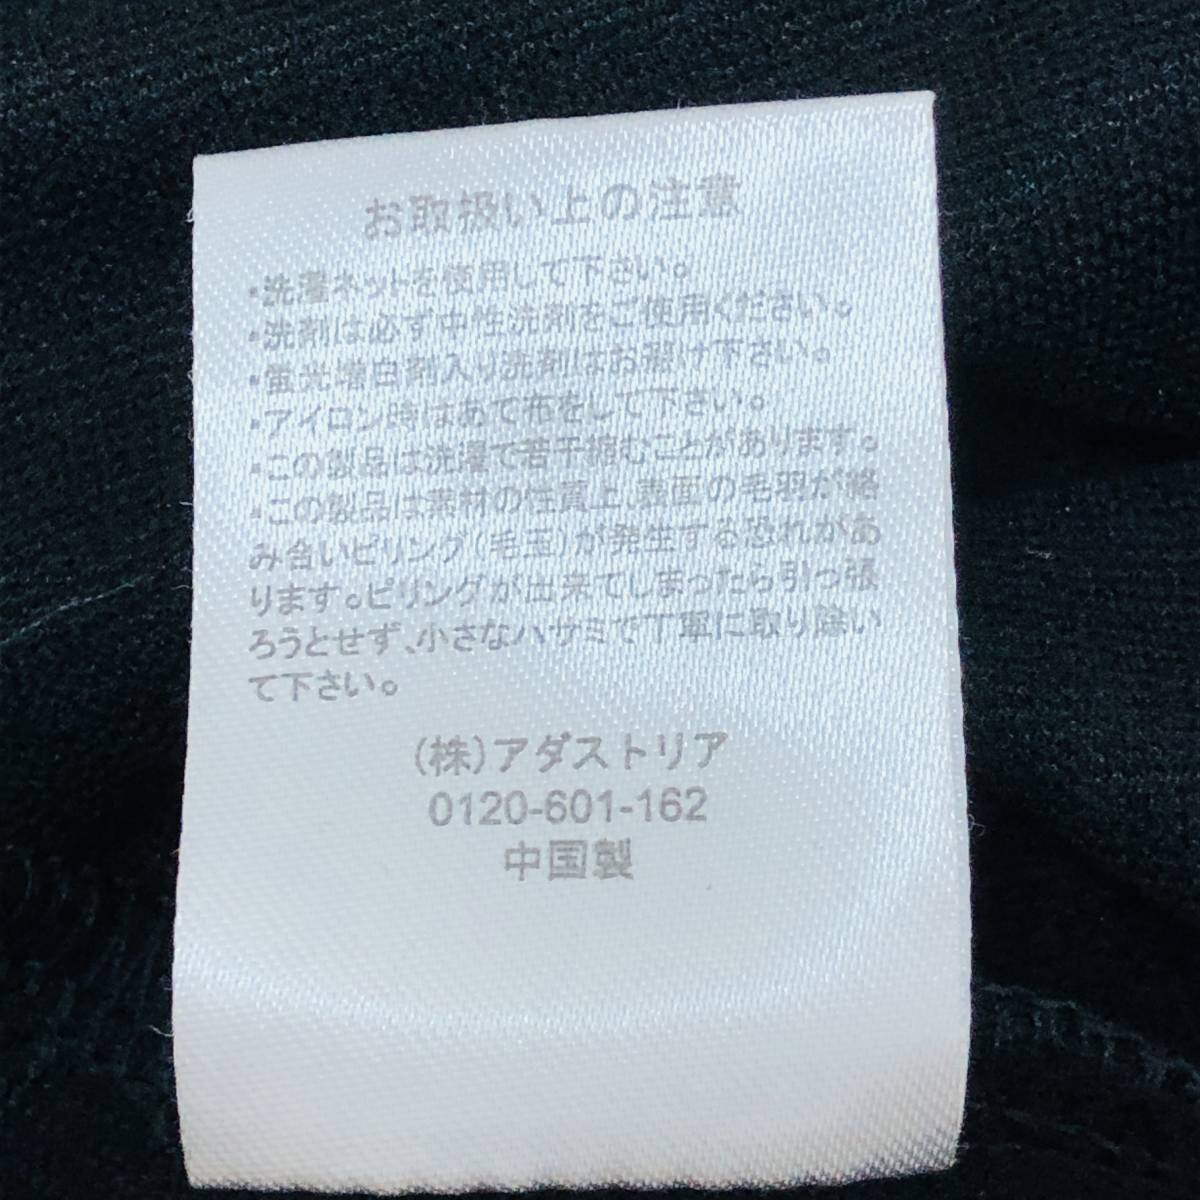 お取扱い上の注意
・洗濯ネットを使用して下さい。
・洗剤は必ず中性洗剤をご使用ください。
・蛍光増白剤入り洗剤はお避け下さい。
・アイロン時はあて布をして下さい。
・この製品は洗濯で若干縮むことがあります。
・この製品は素材の性質上、表面の毛羽が絡
み合いピリング(毛玉)が発生する恐れがあ
ります。ピリングが出来てしまったら引っ張
ろうとせず、小さなハサミで丁寧に取り除い
て下さい。
(株)アダストリア
0120-601-162
中国製